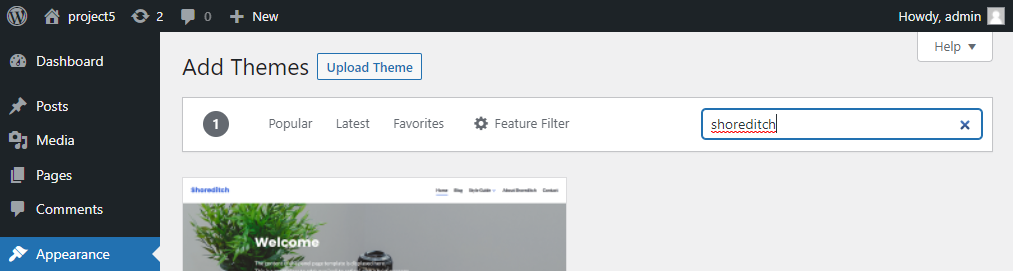 project5 2 0 + New Howdy, admin
Dashboard
Posts
Media
Pages
Comments
Appearance
Help
Add Themes Upload Theme
1 Popular Latest Favorites Feature Filter shoreditch
Shoreditch Home Blog Style Guide About Shoreditch Contact
Welcome